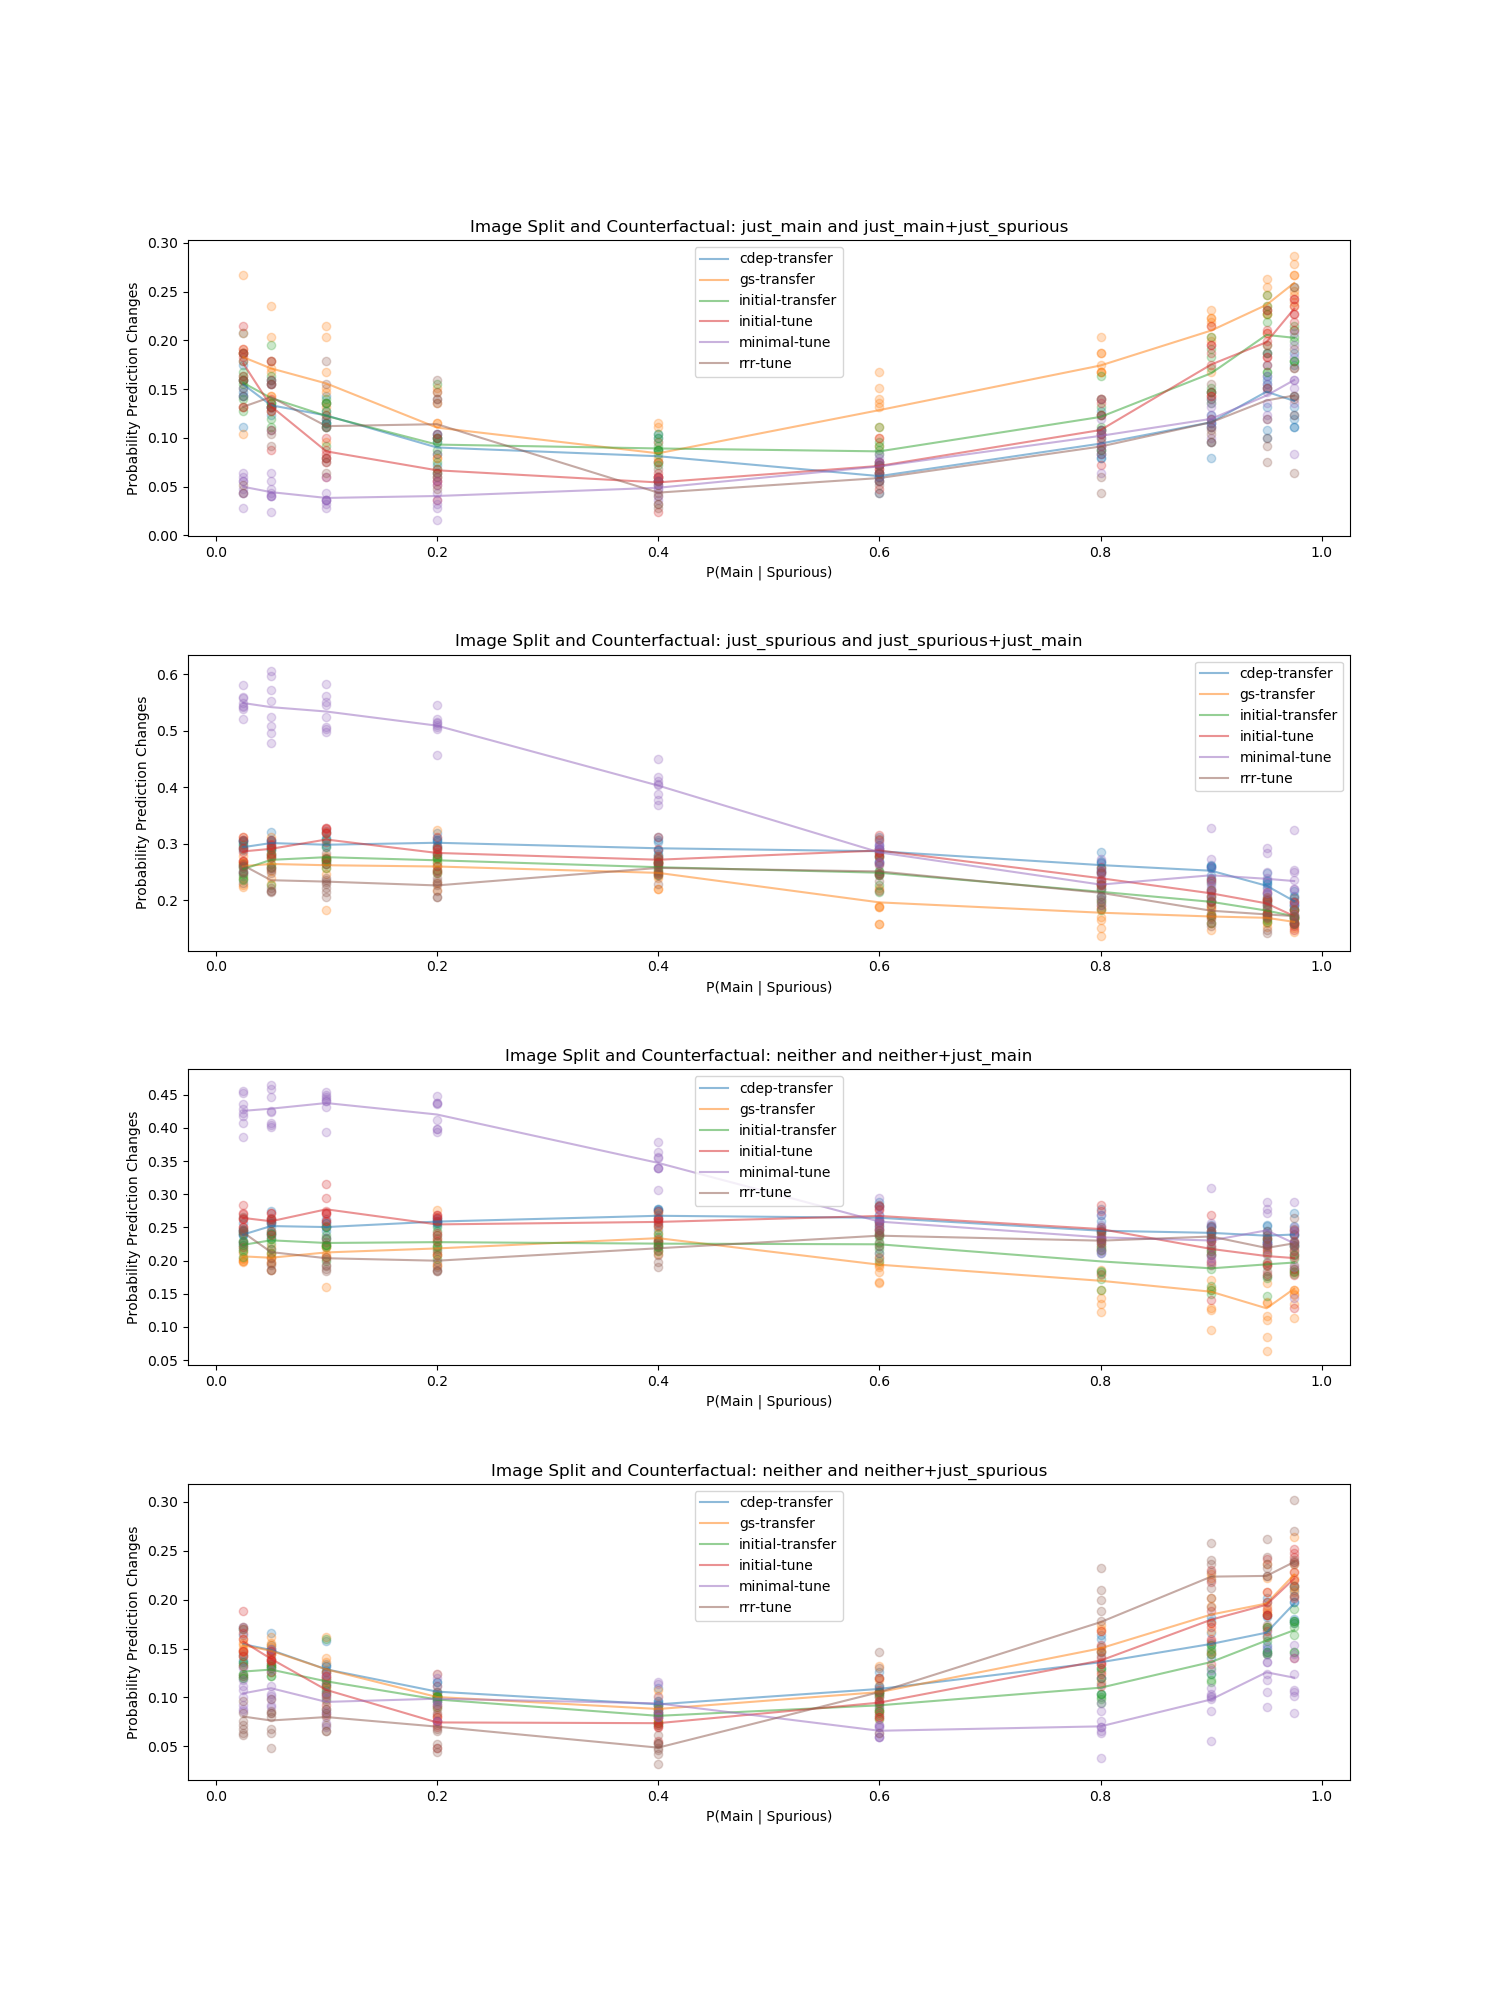 Image Split and Counterfactual: just_main and just_main+just_spurious
Probability Prediction Changes
0.30
0.25
0.20
0.15
0.10
0.05
0.00
cdep-transfer
gs-transfer
initial-transfer
initial-tune
minimal-tune
rrr-tune
0.0 0.2 0.4 0.6 0.8 1.0
P(Main | Spurious)
Image Split and Counterfactual: just_spurious and just_spurious+just_main
Probability Prediction Changes
0.6
0.5
0.4
0.3
0.2
cdep-transfer
gs-transfer
initial-transfer
initial-tune
minimal-tune
rrr-tune
0.0 0.2 0.4 0.6 0.8 1.0
P(Main | Spurious)
Image Split and Counterfactual: neither and neither+just_main
Probability Prediction Changes
0.45
0.40
0.35
0.30
0.25
0.20
0.15
0.10
0.05
cdep-transfer
gs-transfer
initial-transfer
initial-tune
minimal-tune
rrr-tune
0.0 0.2 0.4 0.6 0.8 1.0
P(Main | Spurious)
Image Split and Counterfactual: neither and neither+just_spurious
Probability Prediction Changes
0.30
0.25
0.20
0.15
0.10
0.05
cdep-transfer
gs-transfer
initial-transfer
initial-tune
minimal-tune
rrr-tune
0.0 0.2 0.4 0.6 0.8 1.0
P(Main | Spurious)